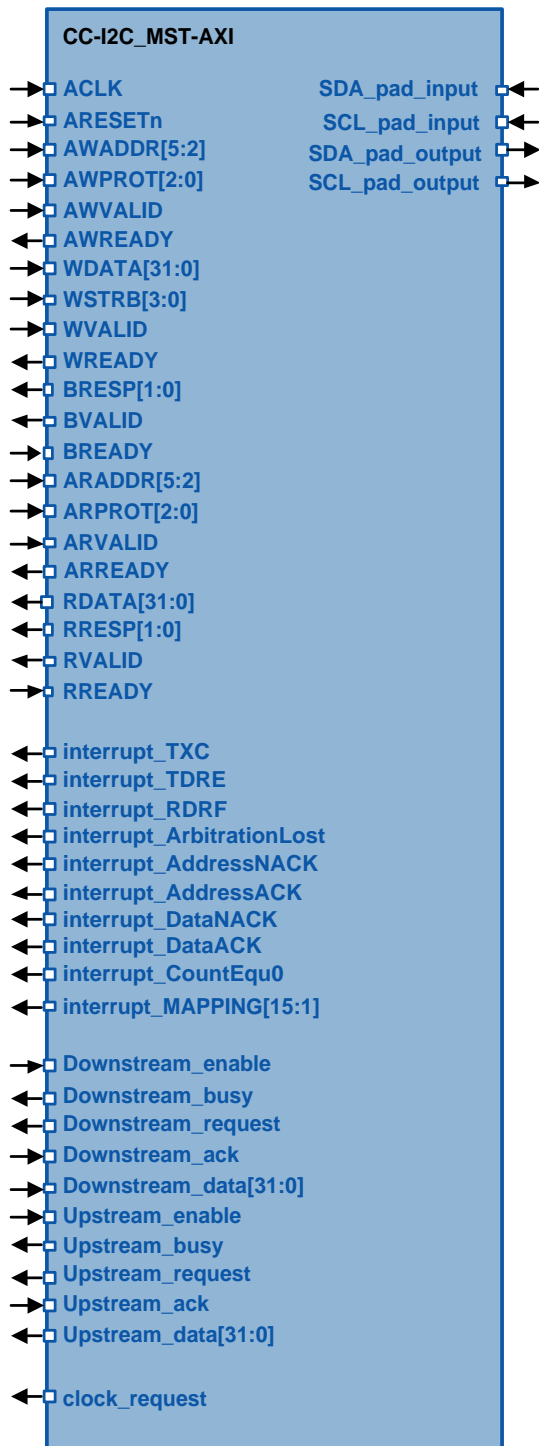 CC-I2C_MST-AXI
ACLK
SDA_pad_input
ARESETn
SCL_pad_input
AWADDR[5:2]
SDA_pad_output
AWPROT[2:0]
SCL_pad_output
AWVALID
AWREADY
WDATA[31:0]
WSTRB[3:0]
WVALID
WREADY
BRESP[1:0]
BVALID
BREADY
ARADDR[5:2]
ARPROT[2:0]
ARVALID
ARREADY
RDATA[31:0]
RRESP[1:0]
RVALID
RREADY
interrupt_TXC
interrupt_TDRE
interrupt_RDRF
interrupt_ArbitrationLost
interrupt_AddressNACK
interrupt_AddressACK
interrupt_DataNACK
interrupt_DataACK
interrupt_CountEqu0
interrupt_MAPPING[15:1]
Downstream_enable
Downstream_busy
Downstream_request
Downstream_ack
Downstream_data[31:0]
Upstream_enable
Upstream_busy
Upstream_request
Upstream_ack
Upstream_data[31:0]
clock_request